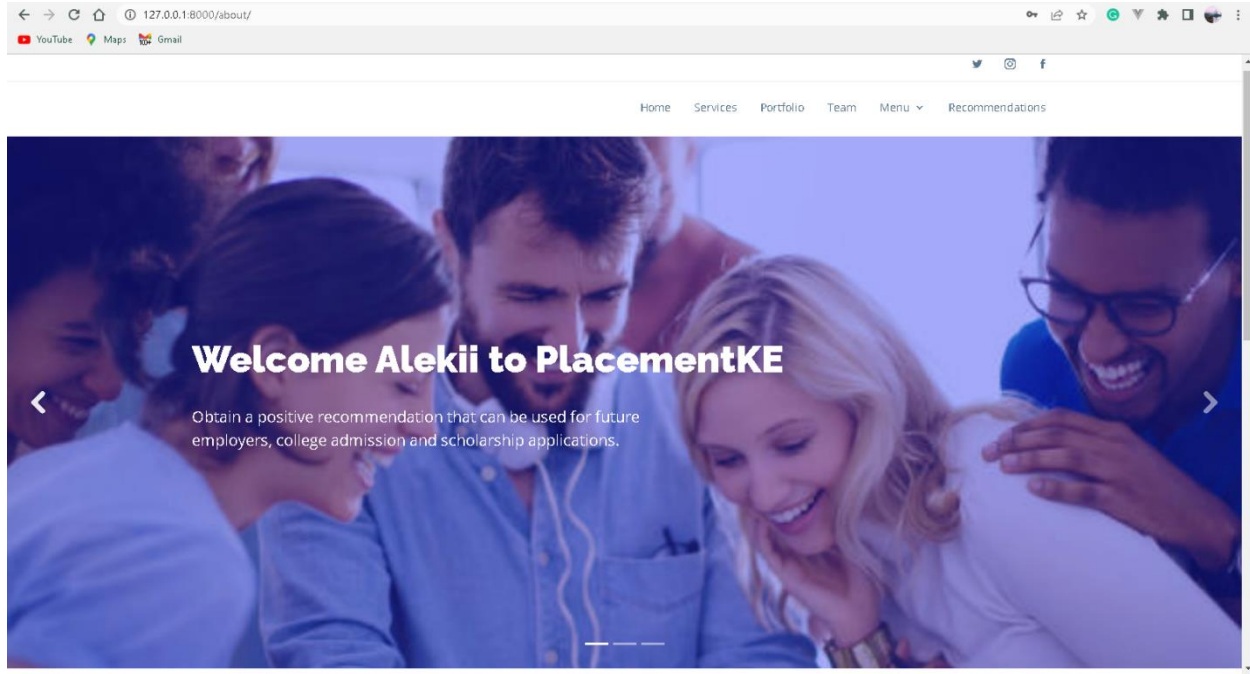 127.0.0.1:8000/about/
YouTube Maps Gmail
Home Services Portfolio Team Menu Recommendations
Welcome Alekii to PlacementKE
Obtain a positive recommendation that can be used for future
employers, college admission and scholarship applications.